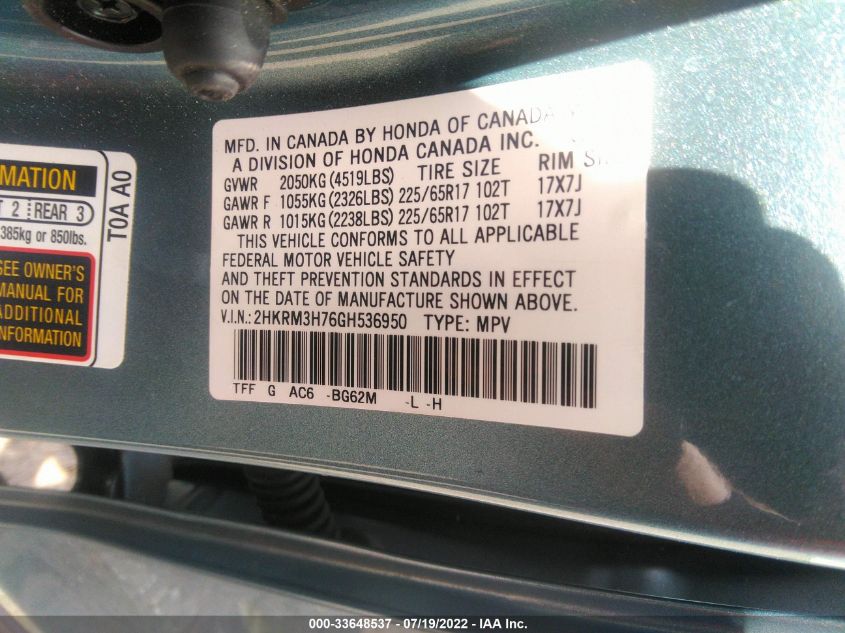 MATION
T 2 REAR 3
385kg or 850lbs.
SEE OWNER'S
MANUAL FOR
ADDITIONAL
INFORMATION
T0A A0
MFD. IN CANADA BY HONDA OF CANADA
A DIVISION OF HONDA CANADA INC.
GVWR 2050KG (4519LBS) TIRE SIZE RIM
GAWR F 1055KG (2326LBS) 225/65R17 102T 17X7J
GAWR R 1015KG (2238LBS) 225/65R17 102T 17X7J
THIS VEHICLE CONFORMS TO ALL APPLICABLE
FEDERAL MOTOR VEHICLE SAFETY
AND THEFT PREVENTION STANDARDS IN EFFECT
ON THE DATE OF MANUFACTURE SHOWN ABOVE.
V.I.N.: 2HKRM3H76GH536950 TYPE: MPV
TFF G AC6 -BG62M -L -H
000-33648537 - 07/19/2022 - IAA Inc.